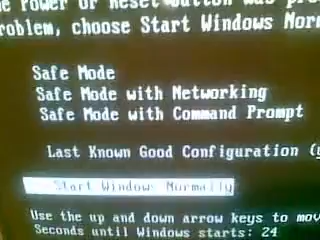 e Power or Reset button was pr
roblem, choose Start Windows Nor
Safe Mode
Safe Mode with Networking
Safe Mode with Command Prompt
Last Known Good Configuration (
Start Windows Normally
Use the up and down arrow keys to mov
Seconds until Windows starts: 24